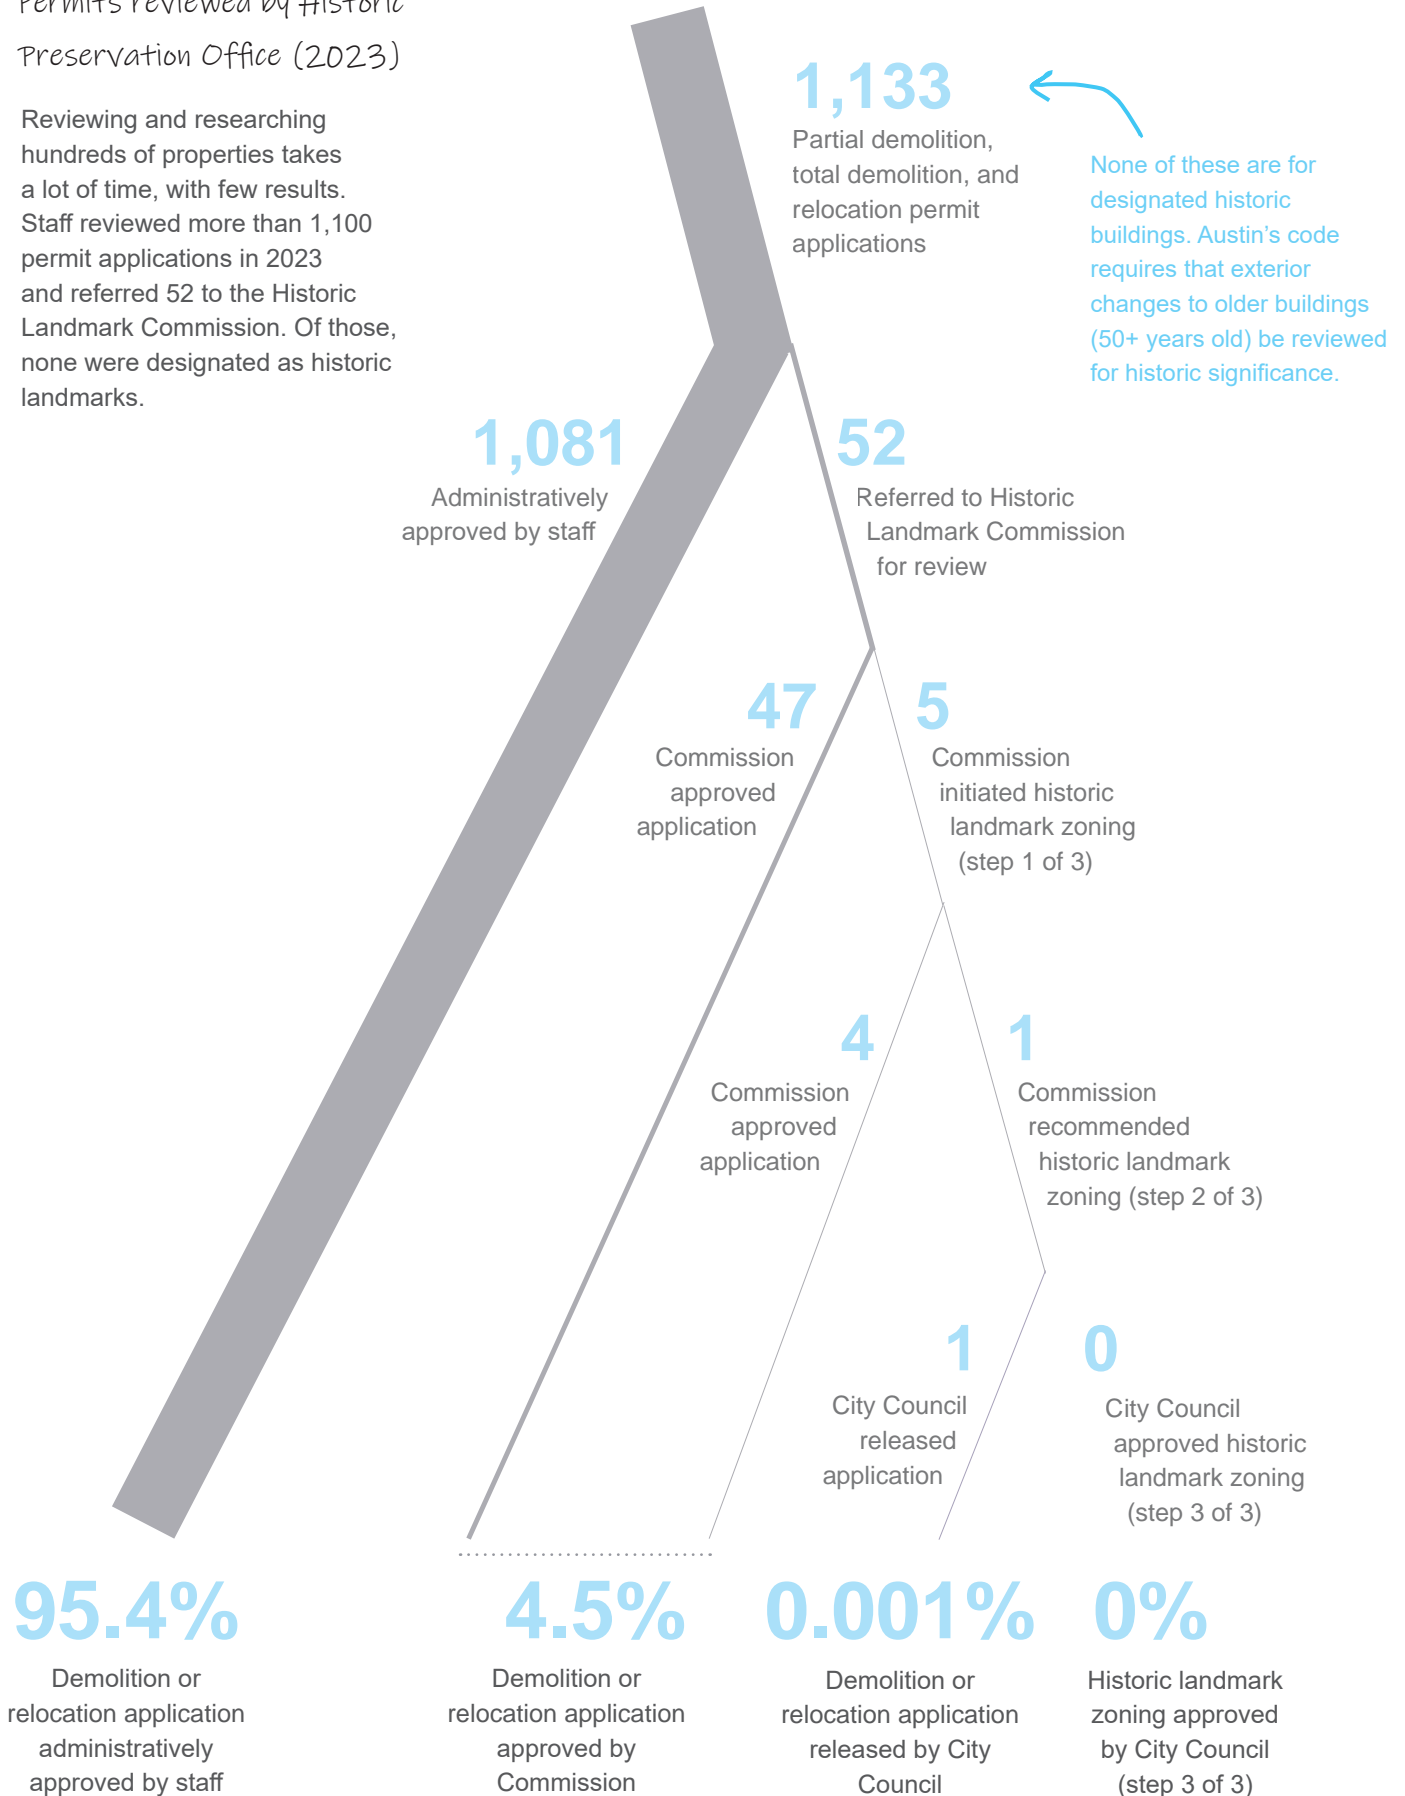 Permits reviewed by Historic
Preservation Office (2023)
Reviewing and researching
hundreds of properties takes
a lot of time, with few results.
Staff reviewed more than 1,100
permit applications in 2023
and referred 52 to the Historic
Landmark Commission. Of those,
none were designated as historic
landmarks.
1,133
Partial demolition,
total demolition, and
relocation permit
applications
None of these are for
designated historic
buildings. Austin's code
requires that exterior
changes to older buildings
(50+ years old) be reviewed
for historic significance.
1,081
Administratively
approved by staff
52
Referred to Historic
Landmark Commission
for review
47
Commission
approved
application
5
Commission
initiated historic
landmark zoning
(step 1 of 3)
4
Commission
approved
application
1
Commission
recommended
historic landmark
zoning (step 2 of 3)
1
City Council
released
application
0
City Council
approved historic
landmark zoning
(step 3 of 3)
95.4%
Demolition or
relocation application
administratively
approved by staff
4.5%
Demolition or
relocation application
approved by
Commission
0.001%
Demolition or
relocation application
released by City
Council
0%
Historic landmark
zoning approved
by City Council
(step 3 of 3)